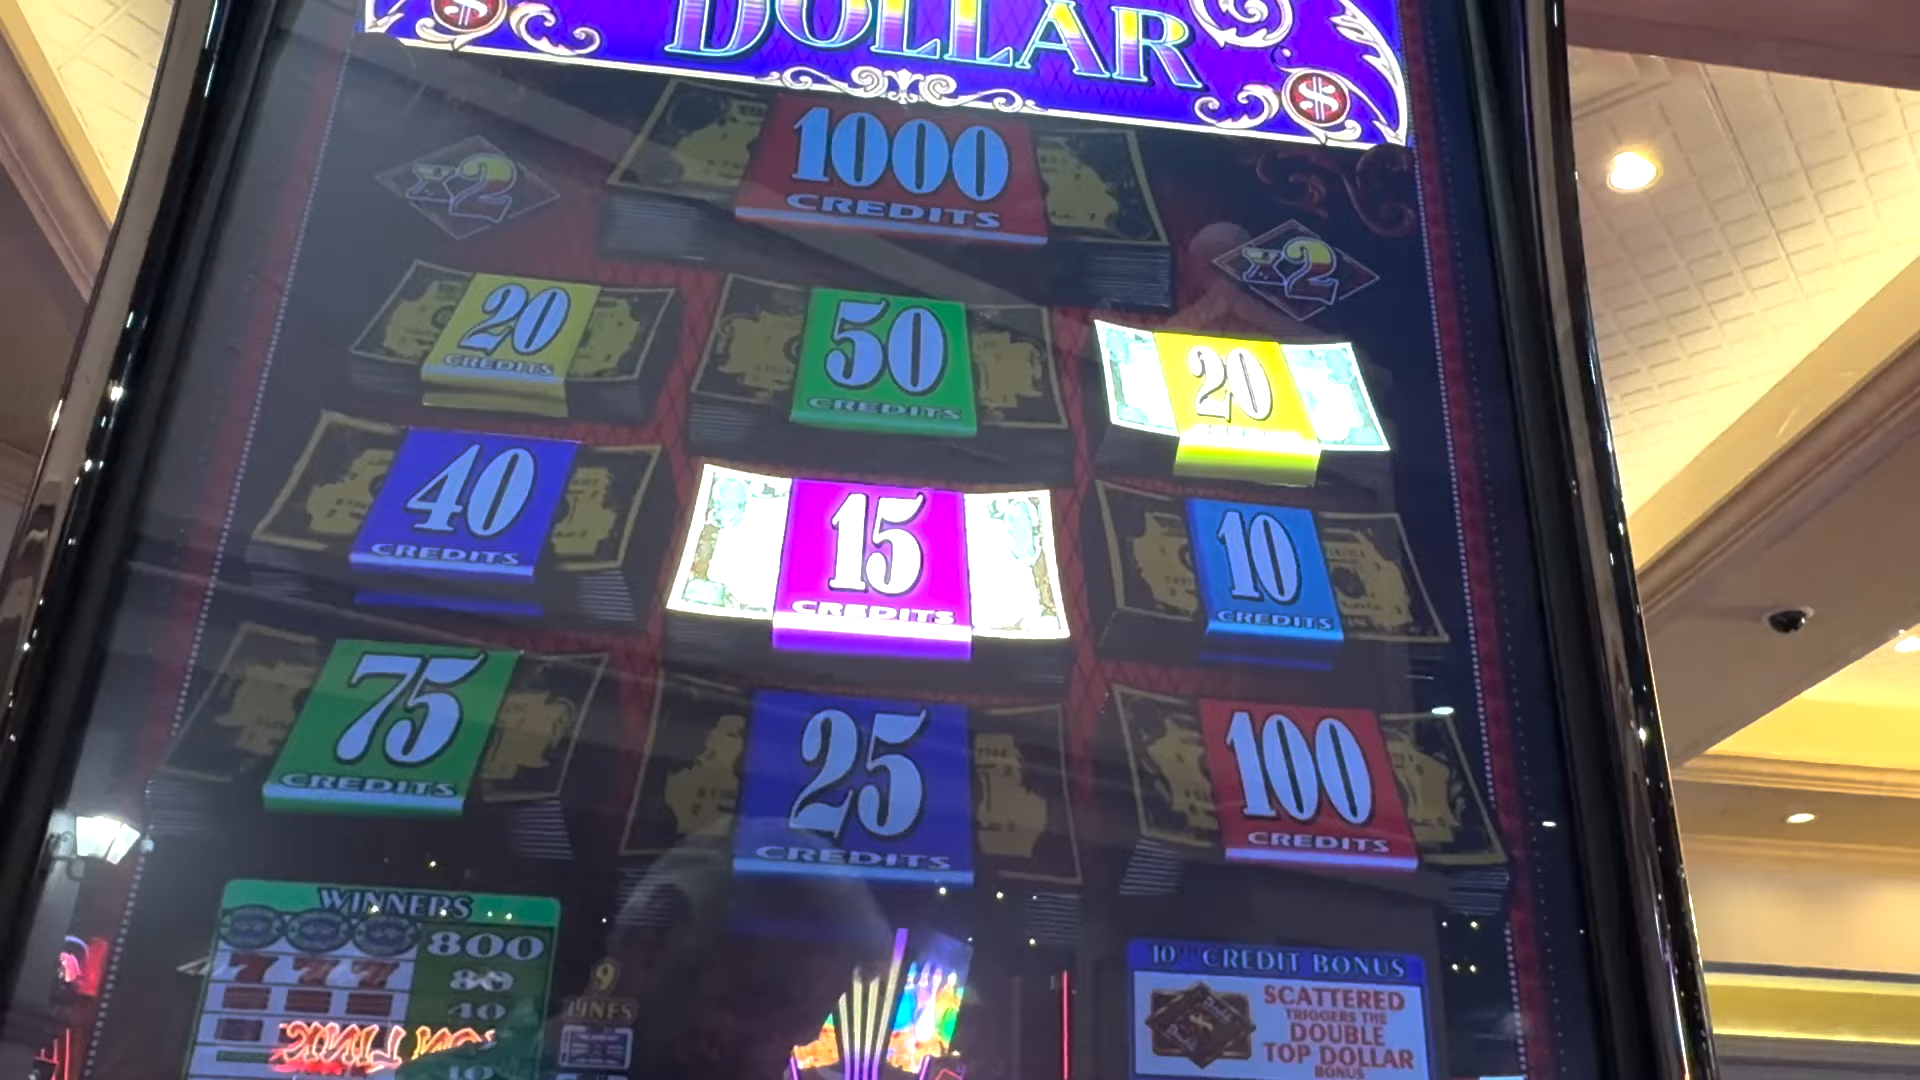 $ DOLLAR $
1000
CREDITS
x2
x2
20
CREDITS
50
CREDITS
20
40
CREDITS
15
CREDITS
10
CREDITS
75
CREDITS
25
CREDITS
100
CREDITS
WINNERS
800
80
40
10
9
LINES
10TH CREDIT BONUS
SCATTERED
TRIGGERS THE
DOUBLE
TOP DOLLAR
BONUS